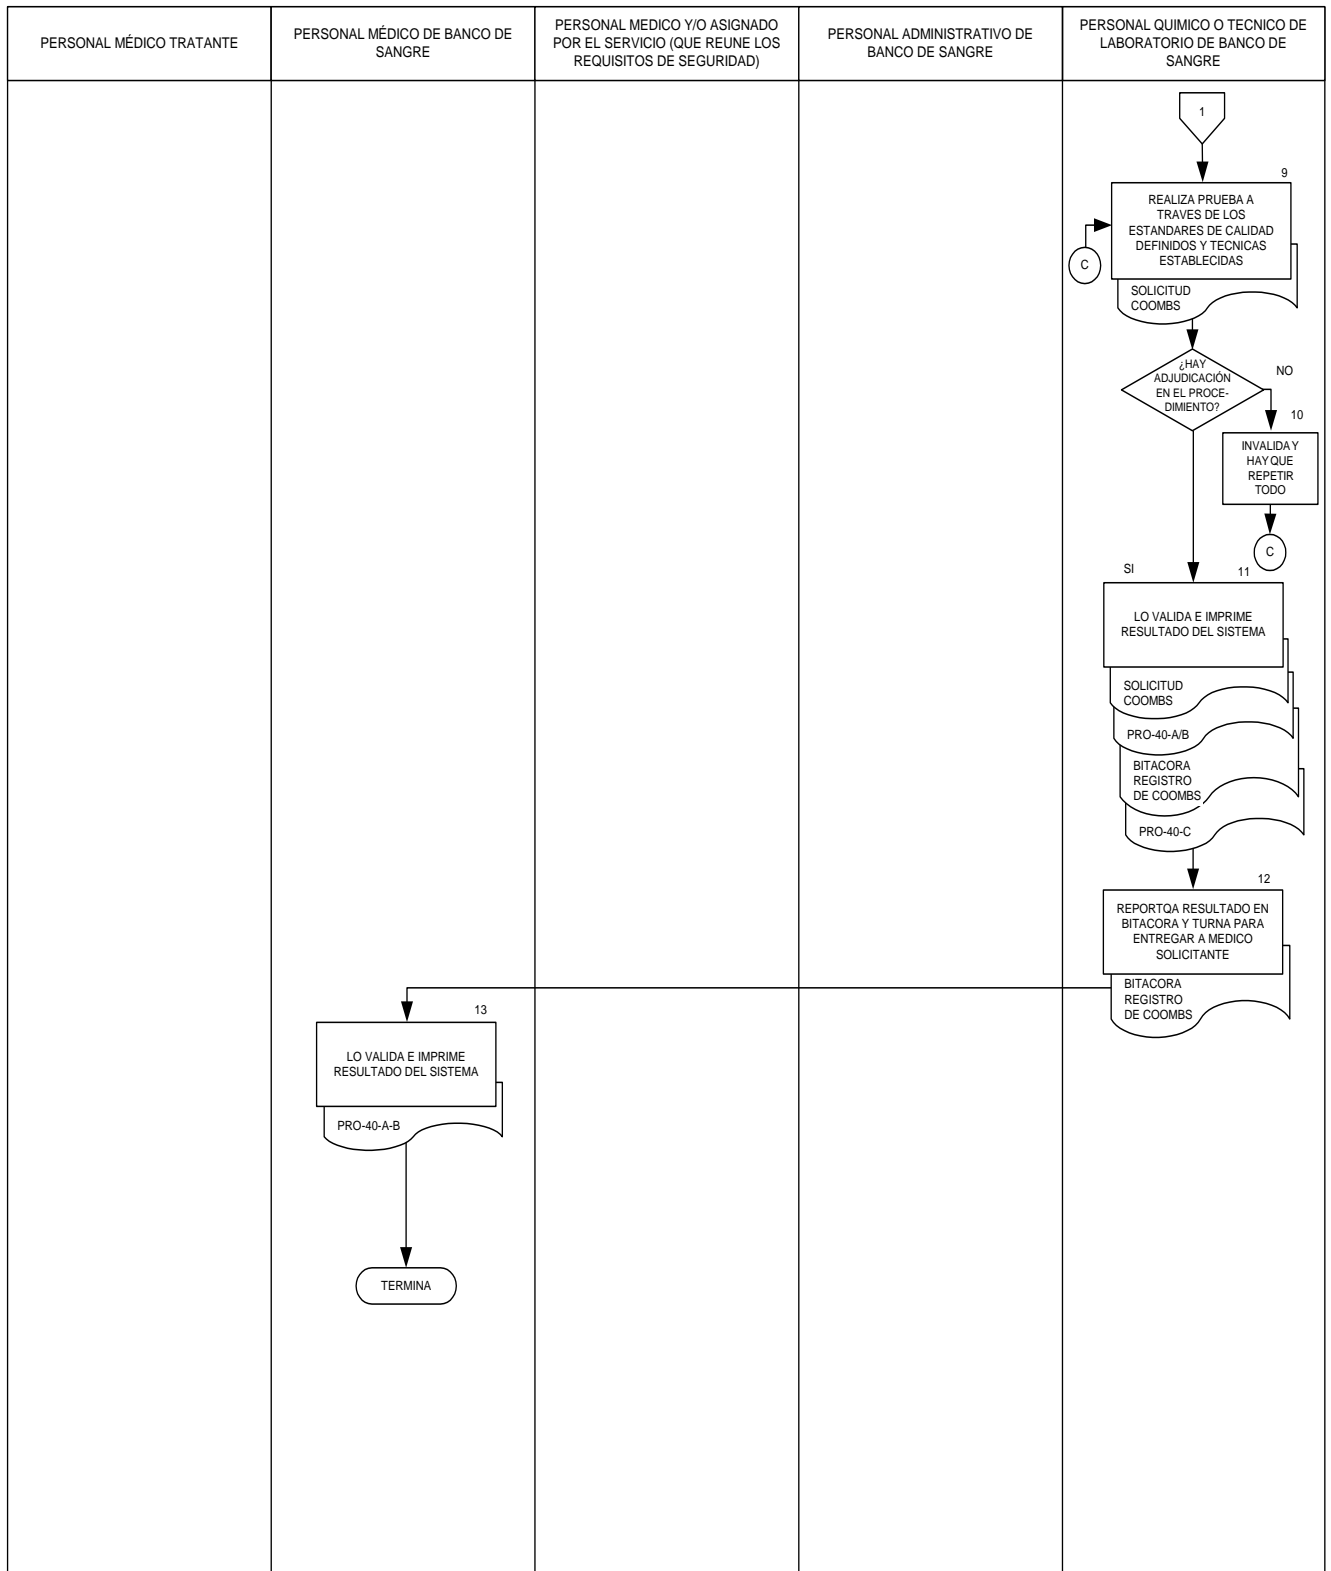 PERSONAL MÉDICO TRATANTE
PERSONAL MÉDICO DE BANCO DE
SANGRE
PERSONAL MEDICO Y/O ASIGNADO
POR EL SERVICIO (QUE REUNE LOS
REQUISITOS DE SEGURIDAD)
PERSONAL ADMINISTRATIVO DE
BANCO DE SANGRE
PERSONAL QUIMICO O TECNICO DE
LABORATORIO DE BANCO DE
SANGRE
1
9
REALIZA PRUEBA A
TRAVES DE LOS
ESTANDARES DE CALIDAD
DEFINIDOS Y TECNICAS
ESTABLECIDAS
C
SOLICITUD
COOMBS
¿HAY
ADJUDICACIÓN
EN EL PROCE-
DIMIENTO?
NO
10
INVALIDA Y
HAY QUE
REPETIR
TODO
C
SI
11
LO VALIDA E IMPRIME
RESULTADO DEL SISTEMA
SOLICITUD
COOMBS
PRO-40-A/B
BITACORA
REGISTRO
DE COOMBS
PRO-40-C
12
REPORTQA RESULTADO EN
BITACORA Y TURNA PARA
ENTREGAR A MEDICO
SOLICITANTE
BITACORA
REGISTRO
DE COOMBS
13
LO VALIDA E IMPRIME
RESULTADO DEL SISTEMA
PRO-40-A-B
TERMINA